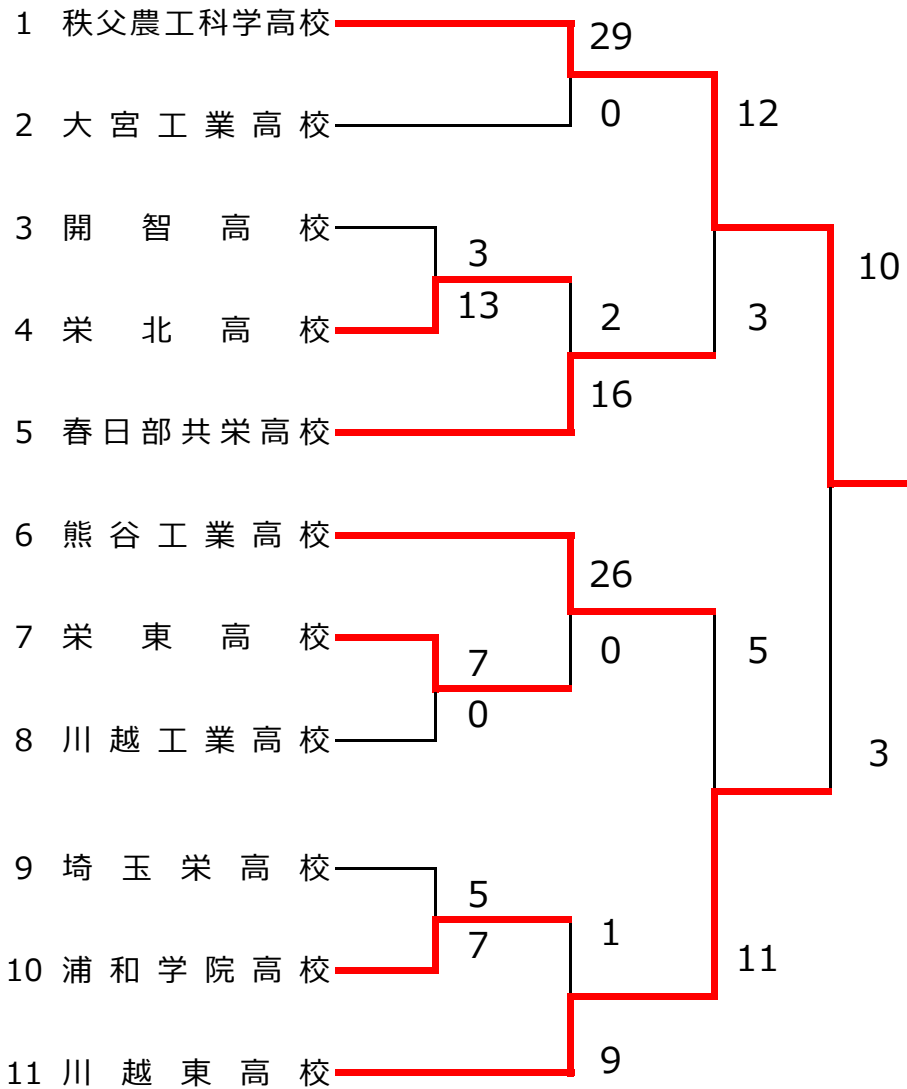 1 秩父農工科学高校
29
0
2 大宮工業高校
12
3 開智高校
3
13
4 栄北高校
2
16
3
10
5 春日部共栄高校
6 熊谷工業高校
26
0
7 栄東高校
7
0
5
8 川越工業高校
3
9 埼玉栄高校
5
7
1
10 浦和学院高校
11
11 川越東高校
9